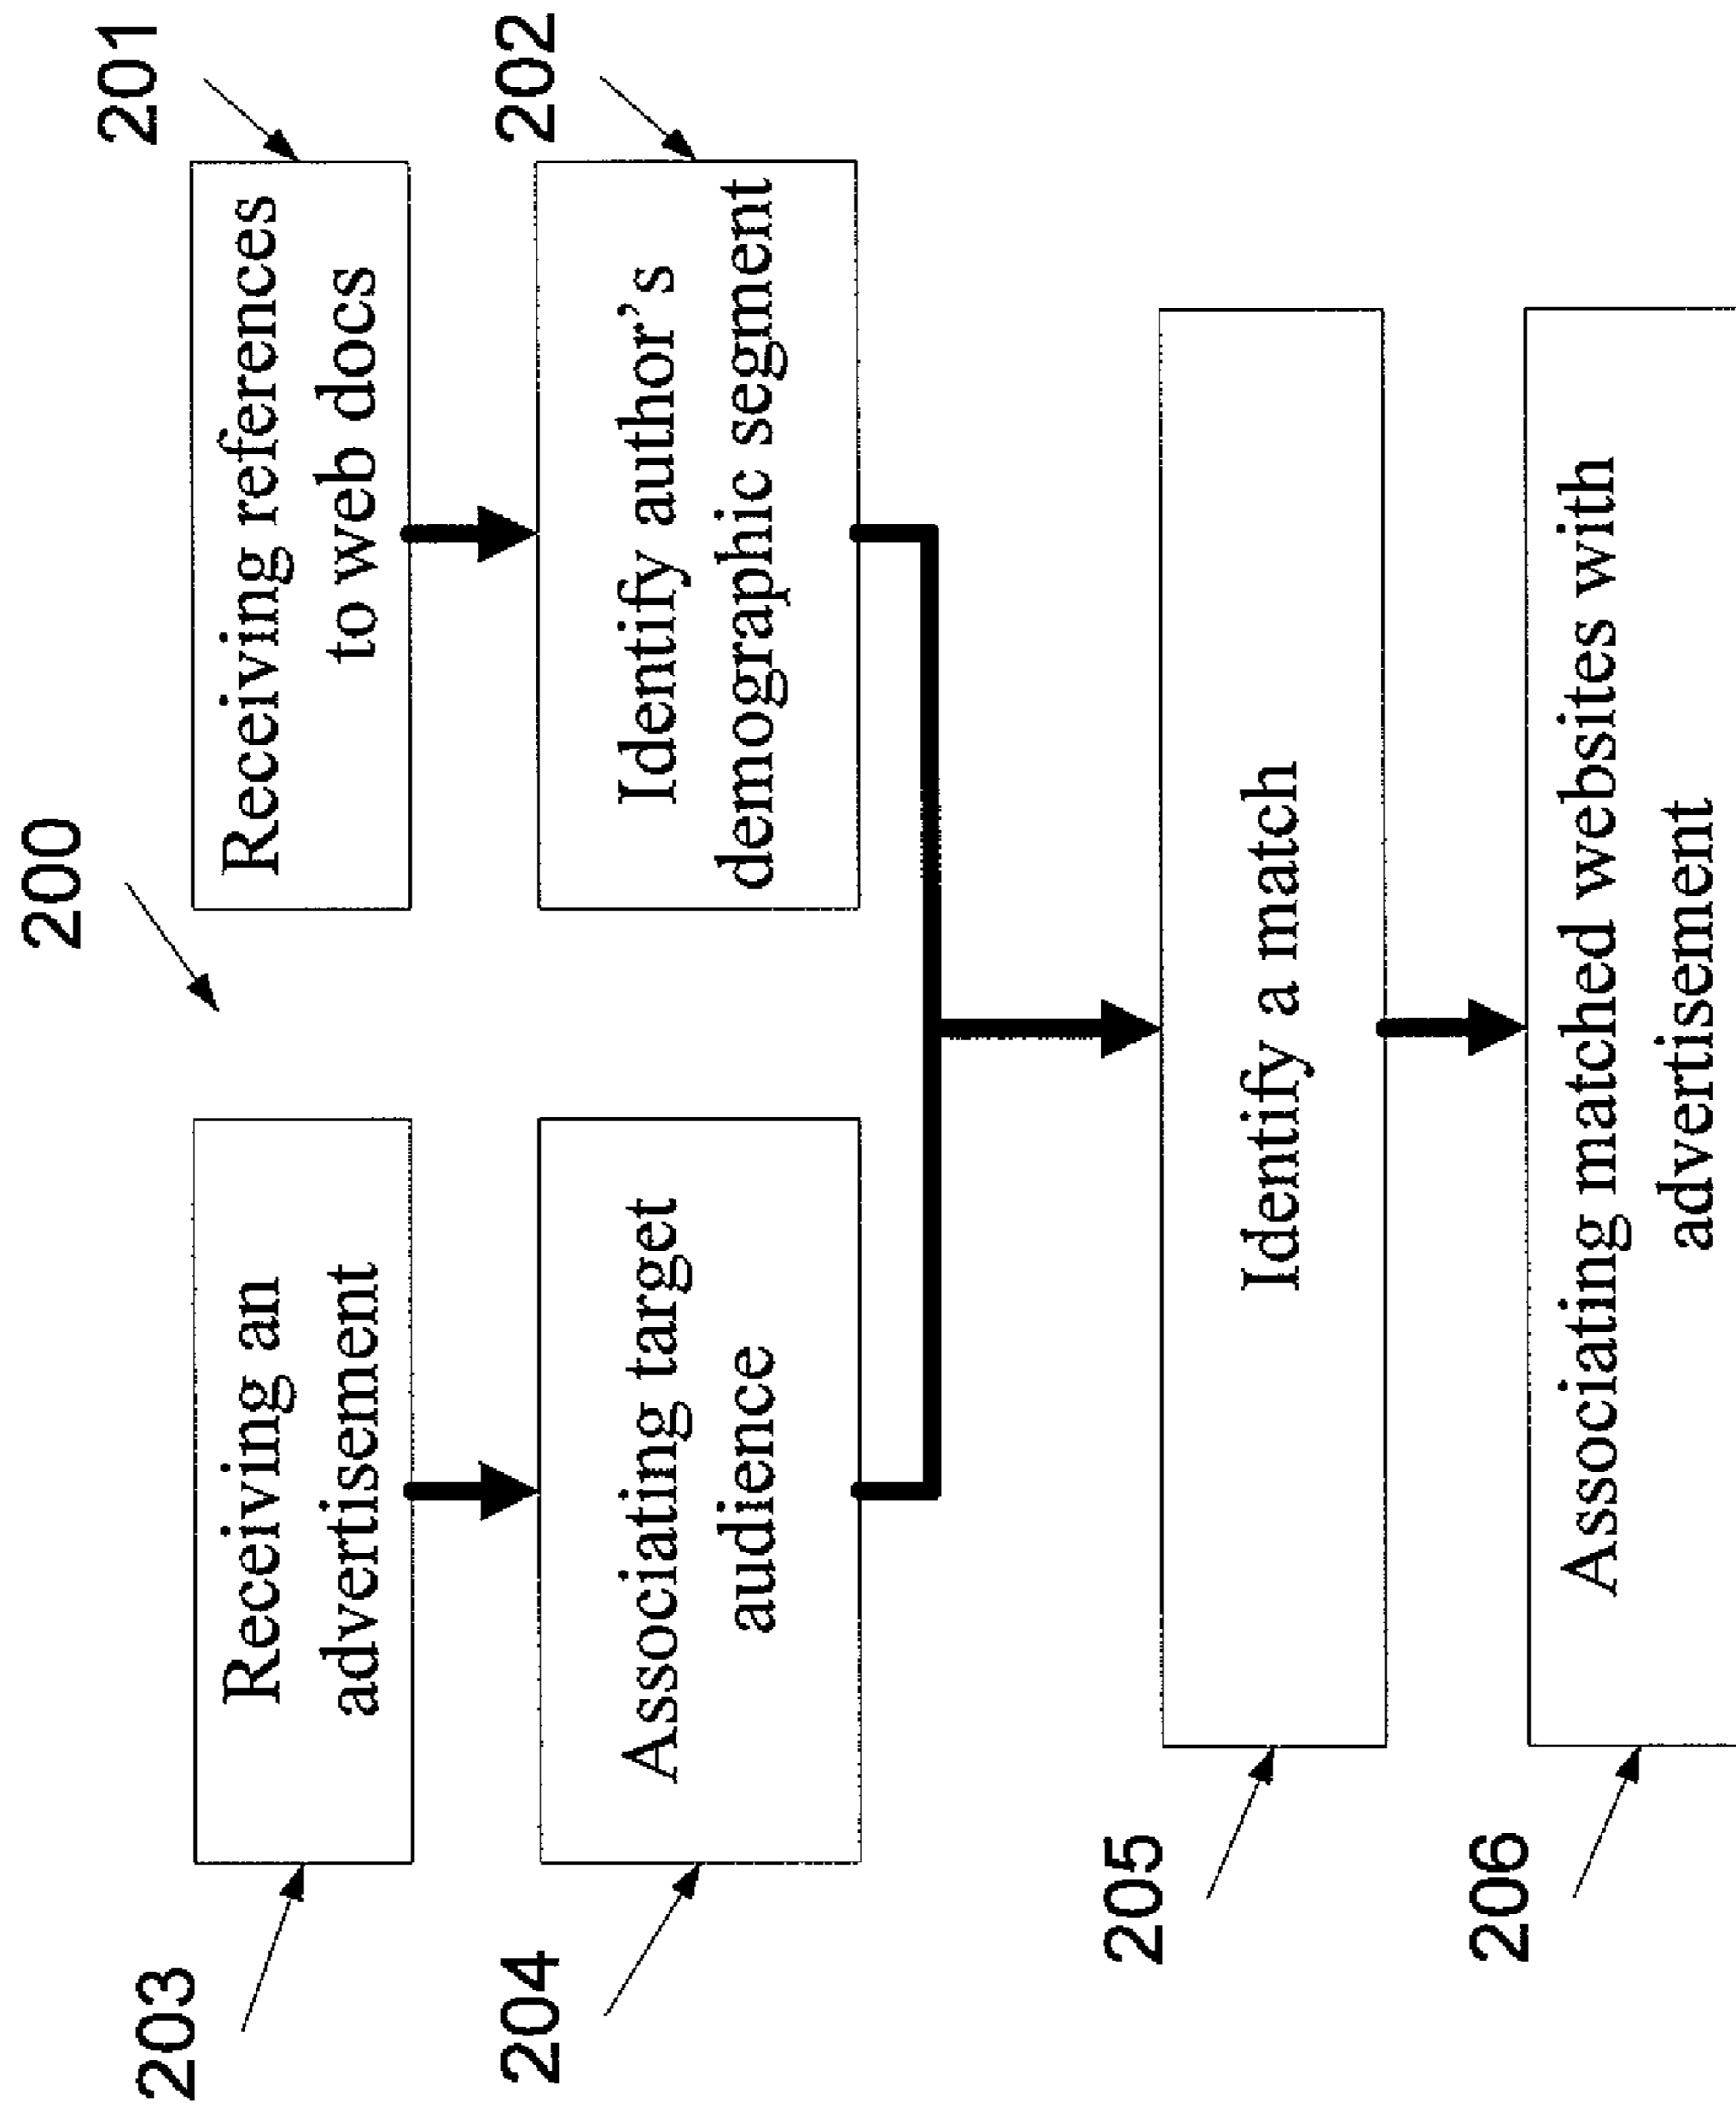 200
203
Receiving an
advertisement
201
Receiving references
to web docs
204
Associating target
audience
202
Identify author's
demographic segment
205
Identify a match
206
Associating matched websites with
advertisement